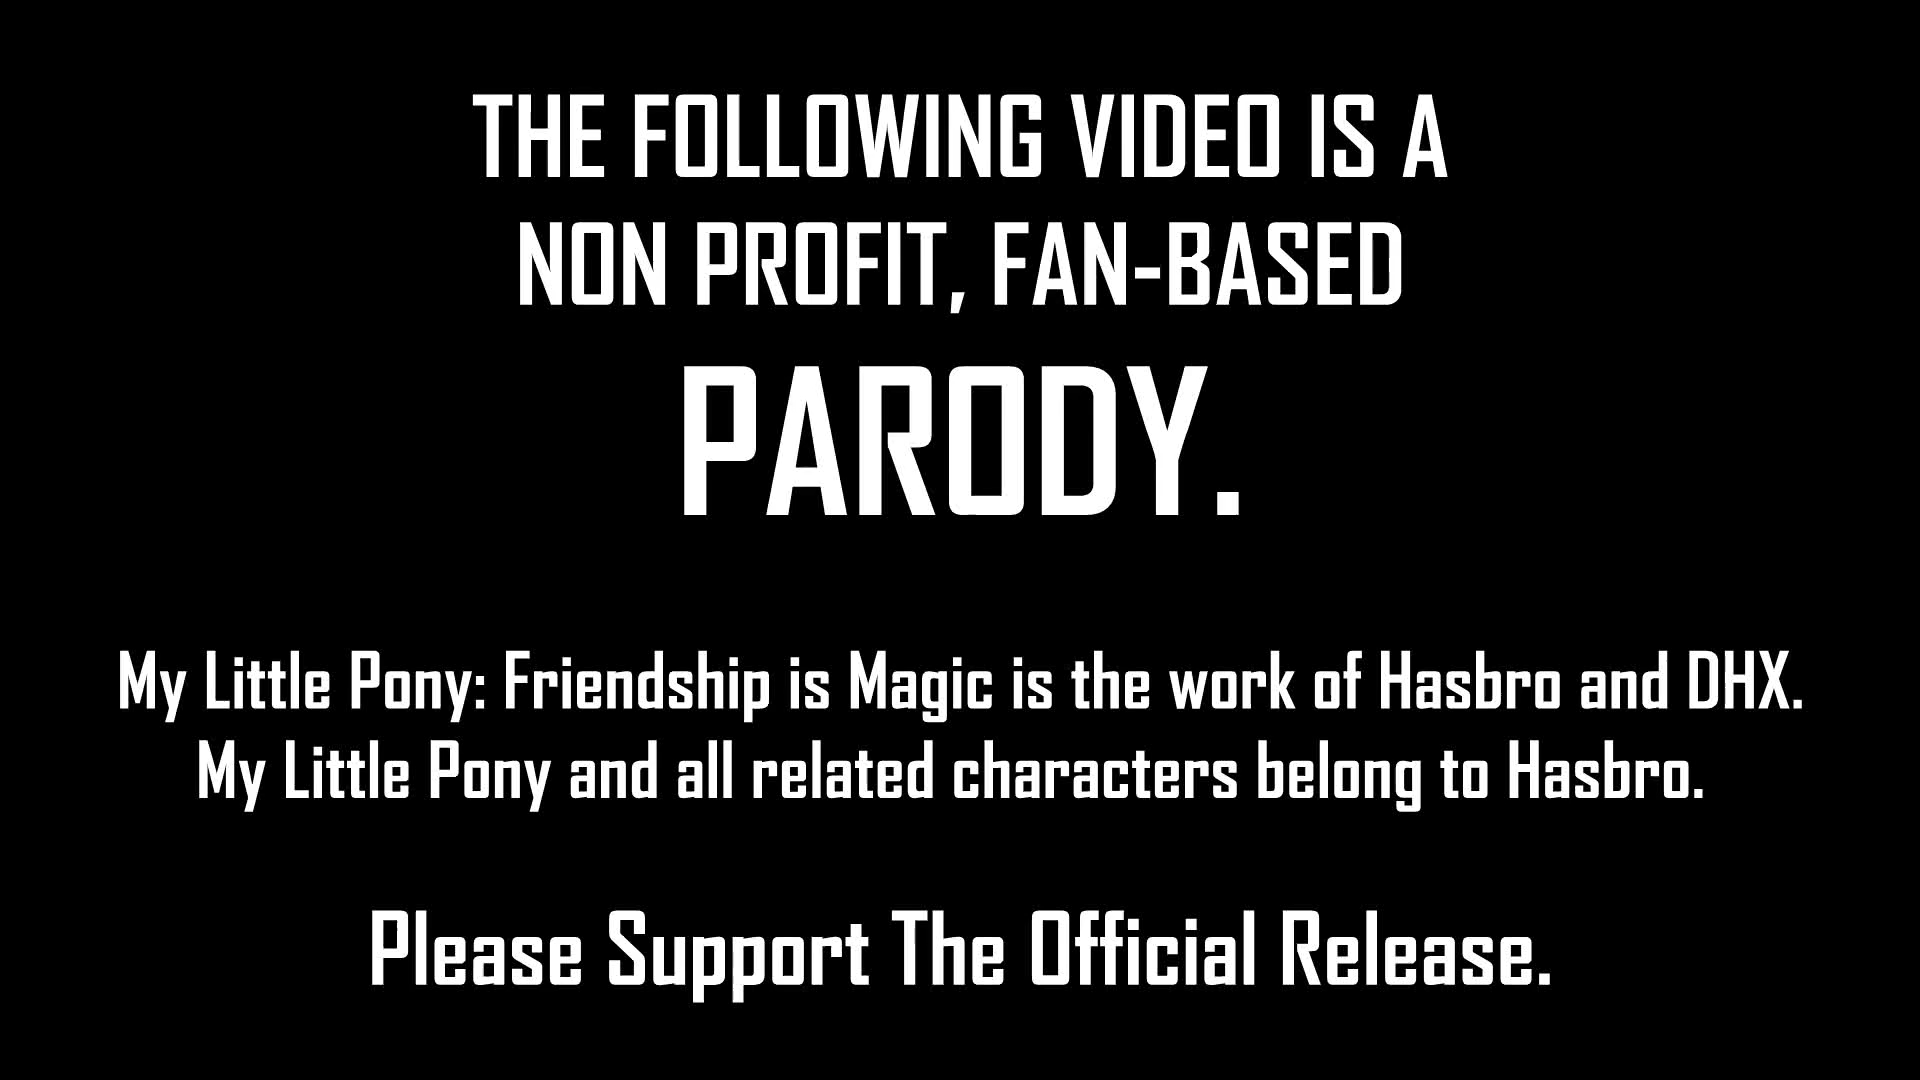 THE FOLLOWING VIDEO IS A
NON PROFIT, FAN-BASED
PARODY.
My Little Pony: Friendship is Magic is the work of Hasbro and DHX.
My Little Pony and all related characters belong to Hasbro.
Please Support The Official Release.